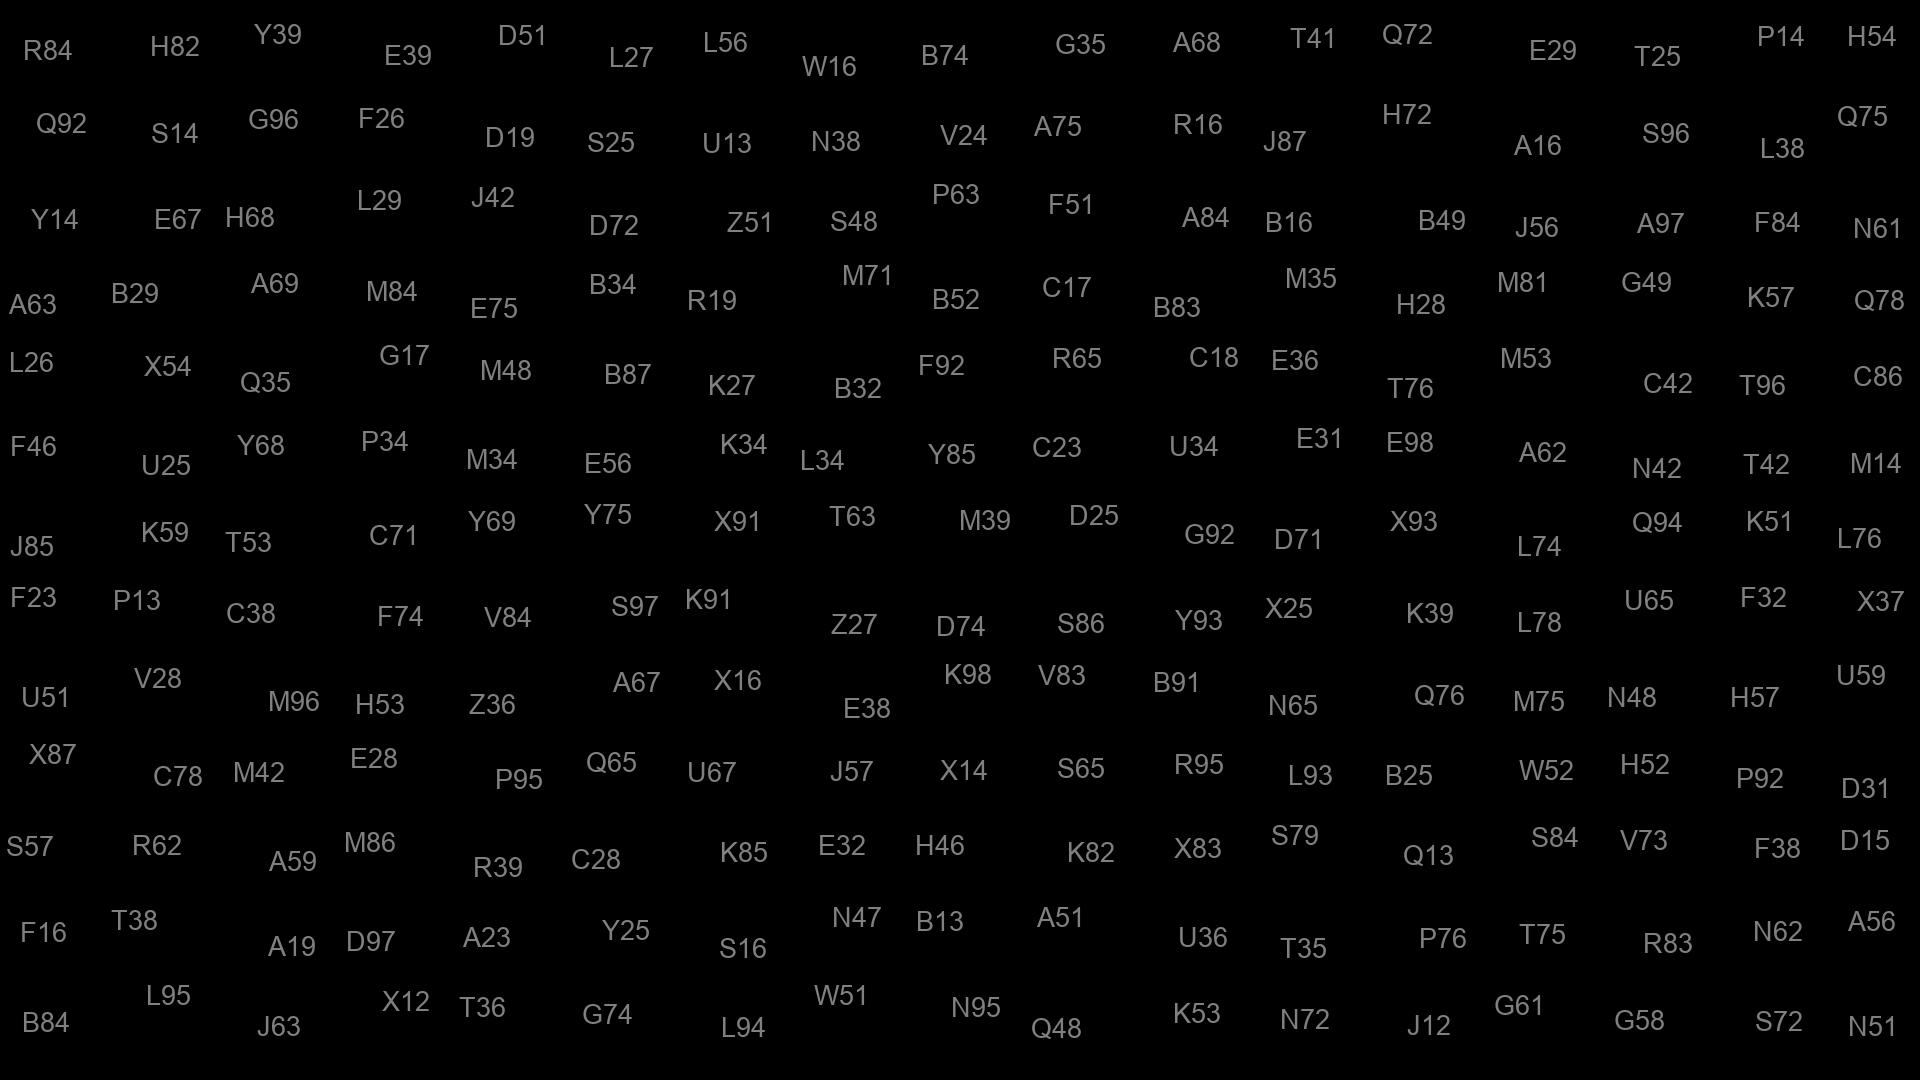 R84 H82 Y39 E39 D51 L27 L56 W16 B74 G35 A68 T41 Q72 E29 T25 P14 H54
Q92 S14 G96 F26 D19 S25 U13 N38 V24 A75 R16 J87 H72 A16 S96 L38 Q75
Y14 E67 H68 L29 J42 D72 Z51 S48 P63 F51 A84 B16 B49 J56 A97 F84 N61
A63 B29 A69 M84 E75 B34 R19 M71 B52 C17 B83 M35 H28 M81 G49 K57 Q78
L26 X54 Q35 G17 M48 B87 K27 B32 F92 R65 C18 E36 T76 M53 C42 T96 C86
F46 U25 Y68 P34 M34 E56 K34 L34 Y85 C23 U34 E31 E98 A62 N42 T42 M14
J85 K59 T53 C71 Y69 Y75 X91 T63 M39 D25 G92 D71 X93 L74 Q94 K51 L76
F23 P13 C38 F74 V84 S97 K91 Z27 D74 S86 Y93 X25 K39 L78 U65 F32 X37
U51 V28 M96 H53 Z36 A67 X16 E38 K98 V83 B91 N65 Q76 M75 N48 H57 U59
X87 C78 M42 E28 P95 Q65 U67 J57 X14 S65 R95 L93 B25 W52 H52 P92 D31
S57 R62 A59 M86 R39 C28 K85 E32 H46 K82 X83 S79 Q13 S84 V73 F38 D15
F16 T38 A19 D97 A23 Y25 S16 N47 B13 A51 U36 T35 P76 T75 R83 N62 A56
B84 L95 J63 X12 T36 G74 L94 W51 N95 Q48 K53 N72 J12 G61 G58 S72 N51